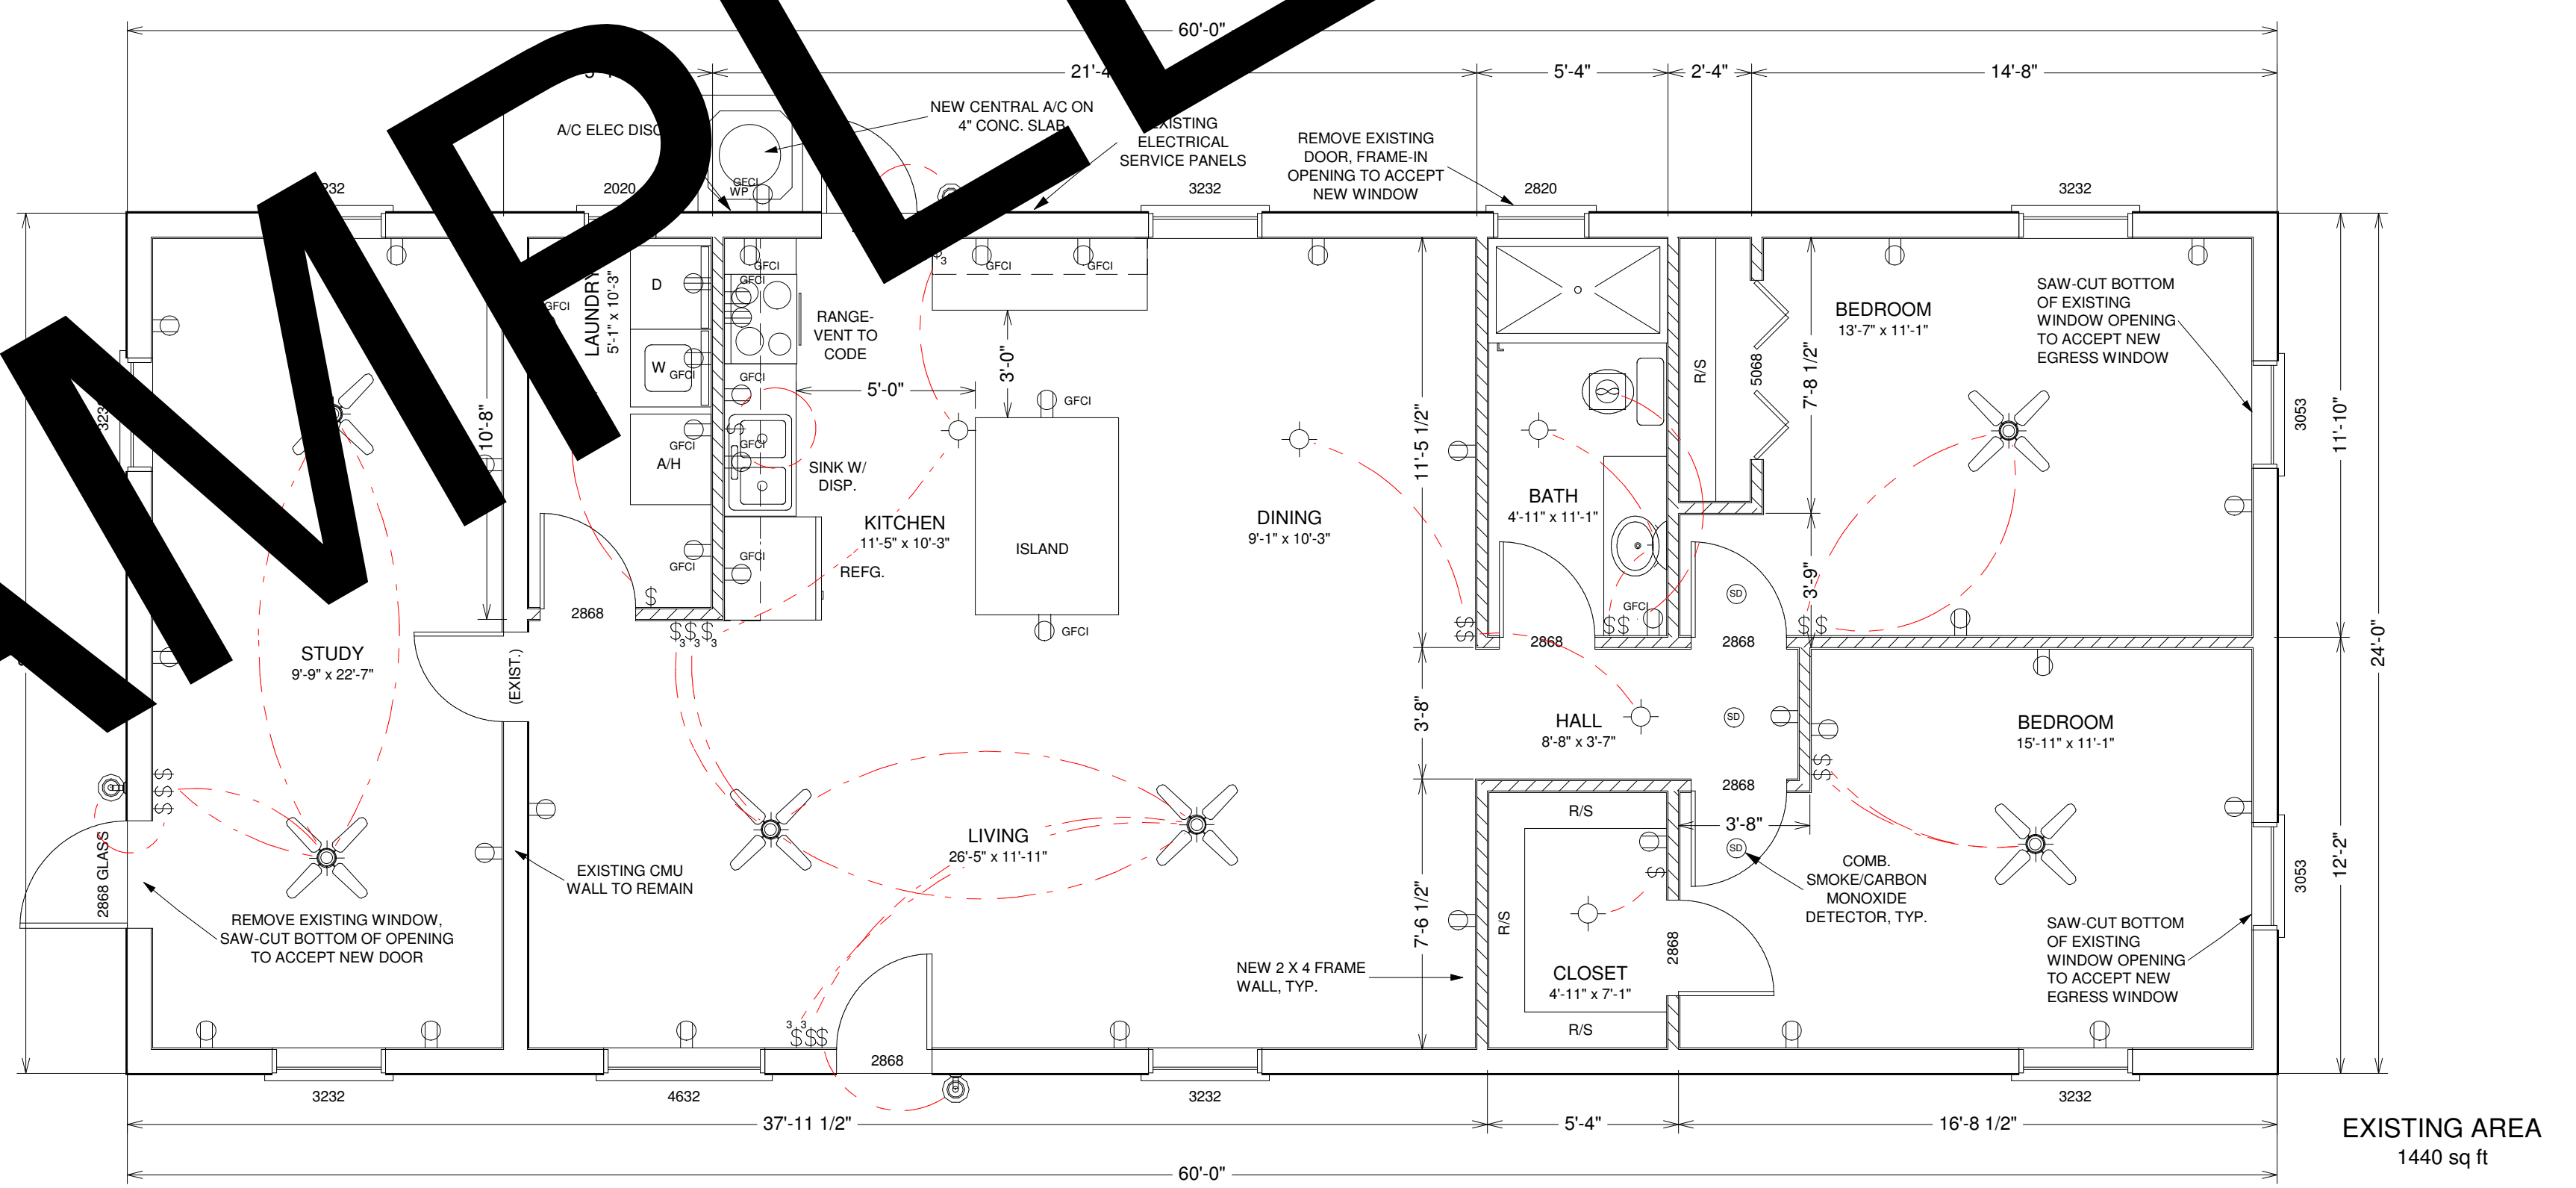 60'-0"
21'-4
5'-4"
2'-4"
14'-8"
NEW CENTRAL A/C ON
4" CONC. SLAB
A/C ELEC
ELECTRICAL
SERVICE PANELS
REMOVE EXISTING
DOOR, FRAME-IN
OPENING TO ACCEPT
NEW WINDOW
2020
GFCI
WP
3232
2820
3232
LAUNDRY
5'-1" x 10'-3"
D
W
GFCI
A/H
GFCI
GFCI
GFCI
GFCI
GFCI
GFCI
GFCI
GFCI
GFCI
GFCI
3
RANGE-
VENT TO
CODE
5'-0"
3'-0"
GFCI
SINK W/
DISP.
KITCHEN
11'-5" x 10'-3"
REFG.
ISLAND
GFCI
DINING
9'-1" x 10'-3"
11'-5 1/2"
BATH
4'-11" x 11'-1"
GFCI
R/S
5068
7'-8 1/2"
3'-9"
BEDROOM
13'-7" x 11'-1"
SAW-CUT BOTTOM
OF EXISTING
WINDOW OPENING
TO ACCEPT NEW
EGRESS WINDOW
3053
11'-10"
24'-0"
10'-8"
2868
$
$ $ $
3 3 3
$$
2868
$$
SD
2868
$$
STUDY
9'-9" x 22'-7"
(EXIST.)
3'-8"
HALL
8'-8" x 3'-7"
SD
BEDROOM
15'-11" x 11'-1"
$$
$$$
2868 GLASS
REMOVE EXISTING WINDOW,
SAW-CUT BOTTOM OF OPENING
TO ACCEPT NEW DOOR
EXISTING CMU
WALL TO REMAIN
LIVING
26'-5" x 11'-11"
7'-6 1/2"
2868
R/S
3'-8"
SD
$
R/S
COMB.
SMOKE/CARBON
MONOXIDE
DETECTOR, TYP.
NEW 2 X 4 FRAME
WALL, TYP.
CLOSET
4'-11" x 7'-1"
R/S
2868
SAW-CUT BOTTOM
OF EXISTING
WINDOW OPENING
TO ACCEPT NEW
EGRESS WINDOW
3053
12'-2"
3 3
$$$
2868
3232
4632
3232
3232
37'-11 1/2"
5'-4"
16'-8 1/2"
60'-0"
EXISTING AREA
1440 sq ft
MPLE